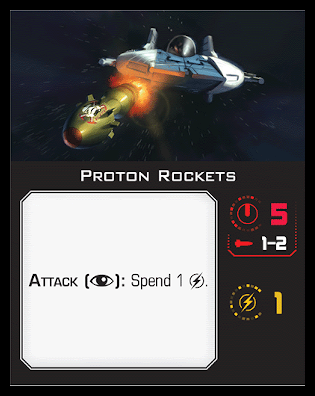 PROTON ROCKETS
5
1-2
ATTACK (): Spend 1 .
1